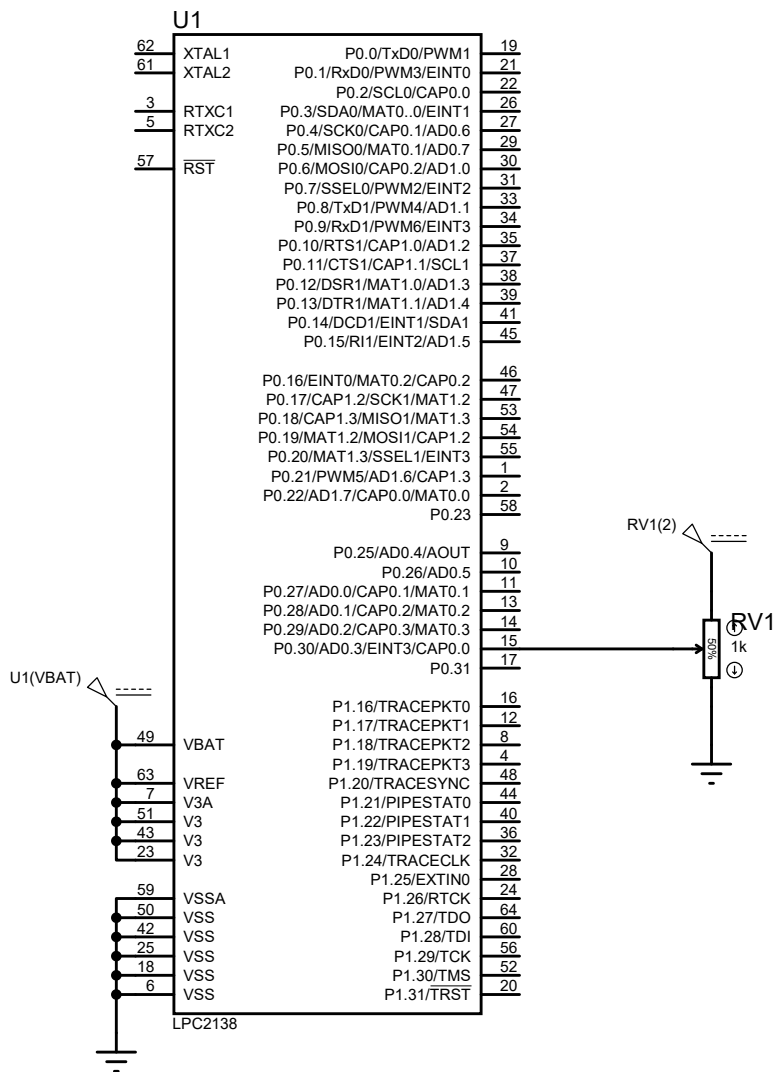 U1
62 XTAL1 P0.0/TxD0/PWM1 19
61 XTAL2 P0.1/RxD0/PWM3/EINT0 21
P0.2/SCL0/CAP0.0 22
3 RTXC1 P0.3/SDA0/MAT0..0/EINT1 26
5 RTXC2 P0.4/SCK0/CAP0.1/AD0.6 27
P0.5/MISO0/MAT0.1/AD0.7 29
57 RST P0.6/MOSI0/CAP0.2/AD1.0 30
P0.7/SSEL0/PWM2/EINT2 31
P0.8/TxD1/PWM4/AD1.1 33
P0.9/RxD1/PWM6/EINT3 34
P0.10/RTS1/CAP1.0/AD1.2 35
P0.11/CTS1/CAP1.1/SCL1 37
P0.12/DSR1/MAT1.0/AD1.3 38
P0.13/DTR1/MAT1.1/AD1.4 39
P0.14/DCD1/EINT1/SDA1 41
P0.15/RI1/EINT2/AD1.5 45
P0.16/EINT0/MAT0.2/CAP0.2 46
P0.17/CAP1.2/SCK1/MAT1.2 47
P0.18/CAP1.3/MISO1/MAT1.3 53
P0.19/MAT1.2/MOSI1/CAP1.2 54
P0.20/MAT1.3/SSEL1/EINT3 55
P0.21/PWM5/AD1.6/CAP1.3 1
P0.22/AD1.7/CAP0.0/MAT0.0 2
P0.23 58
RV1(2)
P0.25/AD0.4/AOUT 9
P0.26/AD0.5 10
P0.27/AD0.0/CAP0.1/MAT0.1 11
P0.28/AD0.1/CAP0.2/MAT0.2 13
P0.29/AD0.2/CAP0.3/MAT0.3 14
RV1
P0.30/AD0.3/EINT3/CAP0.0 15
50%
1k
P0.31 17
U1(VBAT)
P1.16/TRACEPKT0 16
P1.17/TRACEPKT1 12
49 VBAT P1.18/TRACEPKT2 8
P1.19/TRACEPKT3 4
63 VREF P1.20/TRACESYNC 48
7 V3A P1.21/PIPESTAT0 44
51 V3 P1.22/PIPESTAT1 40
43 V3 P1.23/PIPESTAT2 36
23 V3 P1.24/TRACECLK 32
P1.25/EXTIN0 28
59 VSSA P1.26/RTCK 24
50 VSS P1.27/TDO 64
42 VSS P1.28/TDI 60
25 VSS P1.29/TCK 56
18 VSS P1.30/TMS 52
6 VSS P1.31/TRST 20
LPC2138